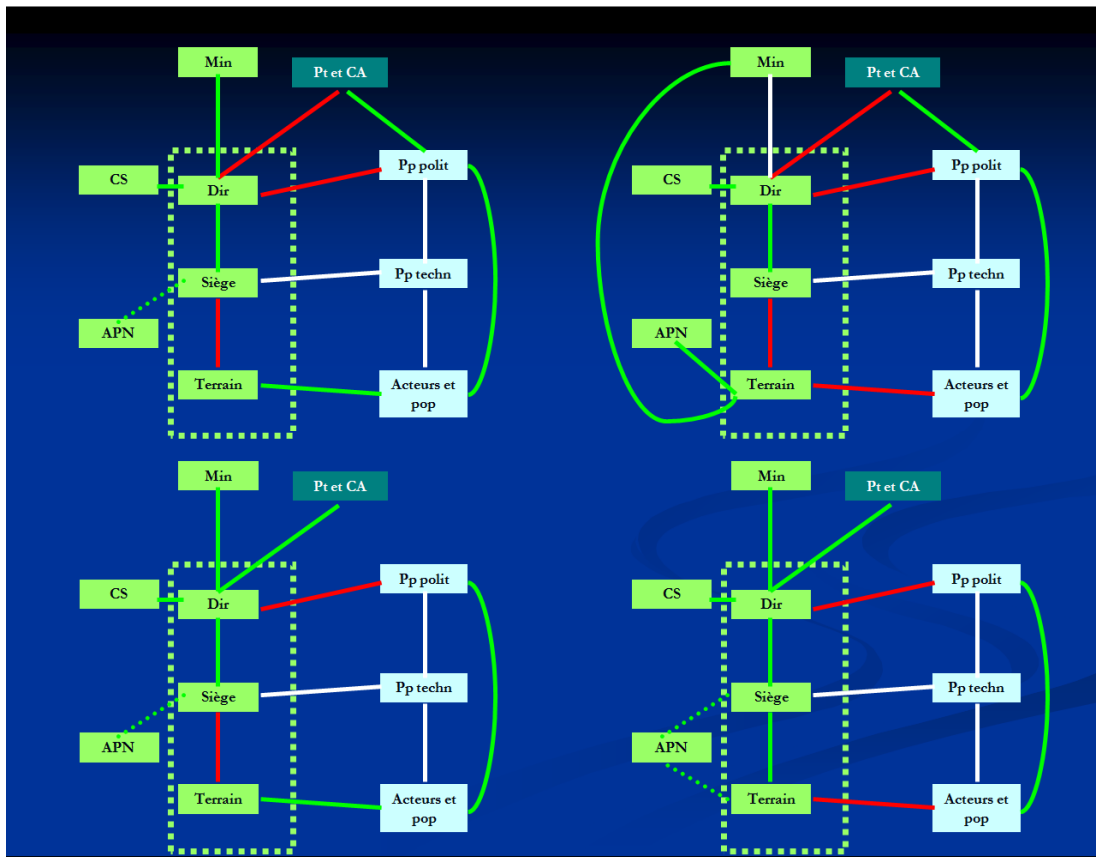 Min
Pt et CA
CS
Dir
Pp polit
Siège
Pp techn
APN
Terrain
Acteurs et
pop
Min
Pt et CA
CS
Dir
Pp polit
Siège
Pp techn
APN
Terrain
Acteurs et
pop
Min
Pt et CA
CS
Dir
Pp polit
Siège
Pp techn
APN
Terrain
Acteurs et
pop
Min
Pt et CA
CS
Dir
Pp polit
Siège
Pp techn
APN
Terrain
Acteurs et
pop